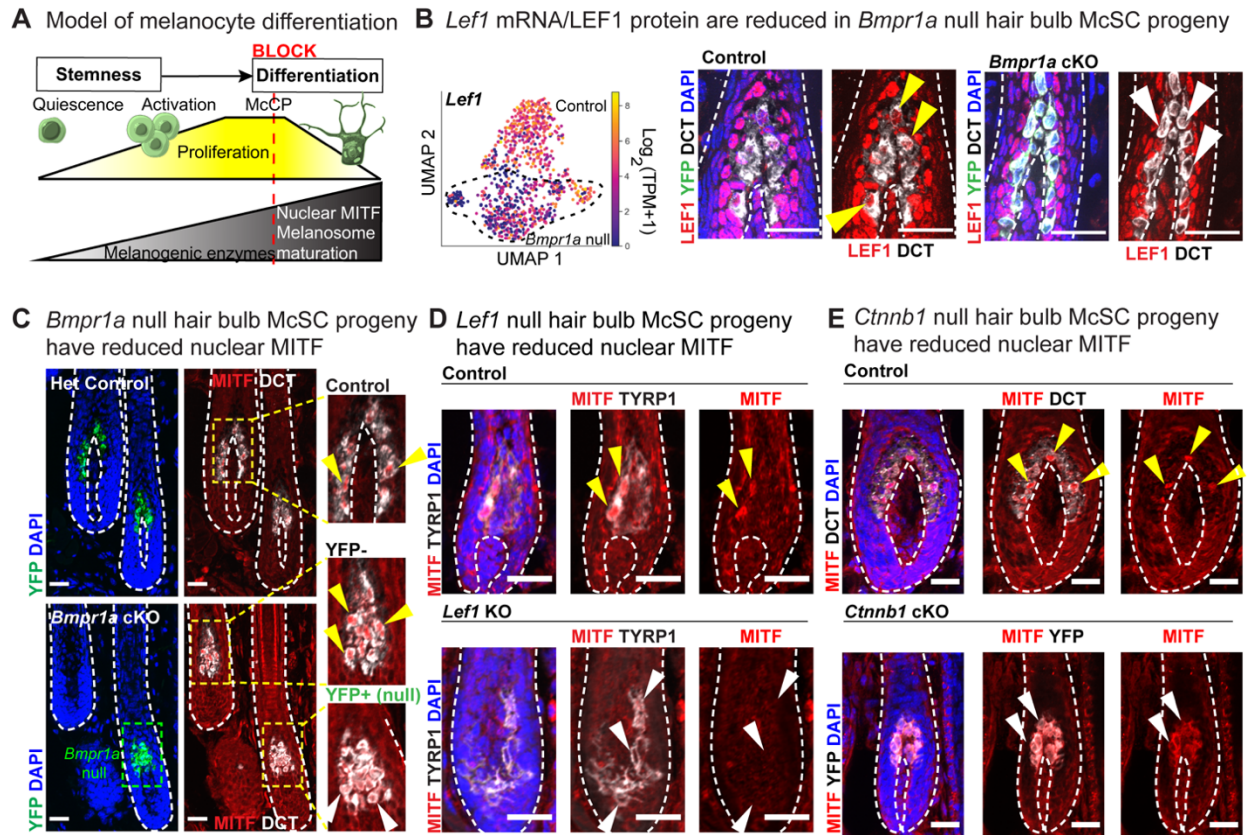 A Model of melanocyte differentiation
BLOCK
Stemness
Differentiation
Quiescence
Activation
McCP
Proliferation
Nuclear MITF
Melanosome
maturation
Melanogenic enzymes
B Lef1 mRNA/LEF1 protein are reduced in Bmpr1a null hair bulb McSC progeny
Lef1
Control
Bmpr1a null
UMAP 2
UMAP 1
8
6
4
2
0
Log2(TPM+1)
Control
LEF1 YFP DCT DAPI
LEF1 DCT
Bmpr1a cKO
LEF1 YFP DCT DAPI
LEF1 DCT
C Bmpr1a null hair bulb McSC progeny
have reduced nuclear MITF
Het Control
MITF DCT
Control
YFP DAPI
YFP-
Bmpr1a cKO
YFP+ (null)
Bmpr1a
null
YFP DAPI
MITF DCT
D Lef1 null hair bulb McSC progeny
have reduced nuclear MITF
Control
MITF TYRP1
MITF
MITF TYRP1 DAPI
Lef1 KO
MITF TYRP1
MITF
MITF TYRP1 DAPI
E Ctnnb1 null hair bulb McSC progeny
have reduced nuclear MITF
Control
MITF DCT
MITF
MITF DCT DAPI
Ctnnb1 cKO
MITF YFP
MITF
MITF YFP DAPI